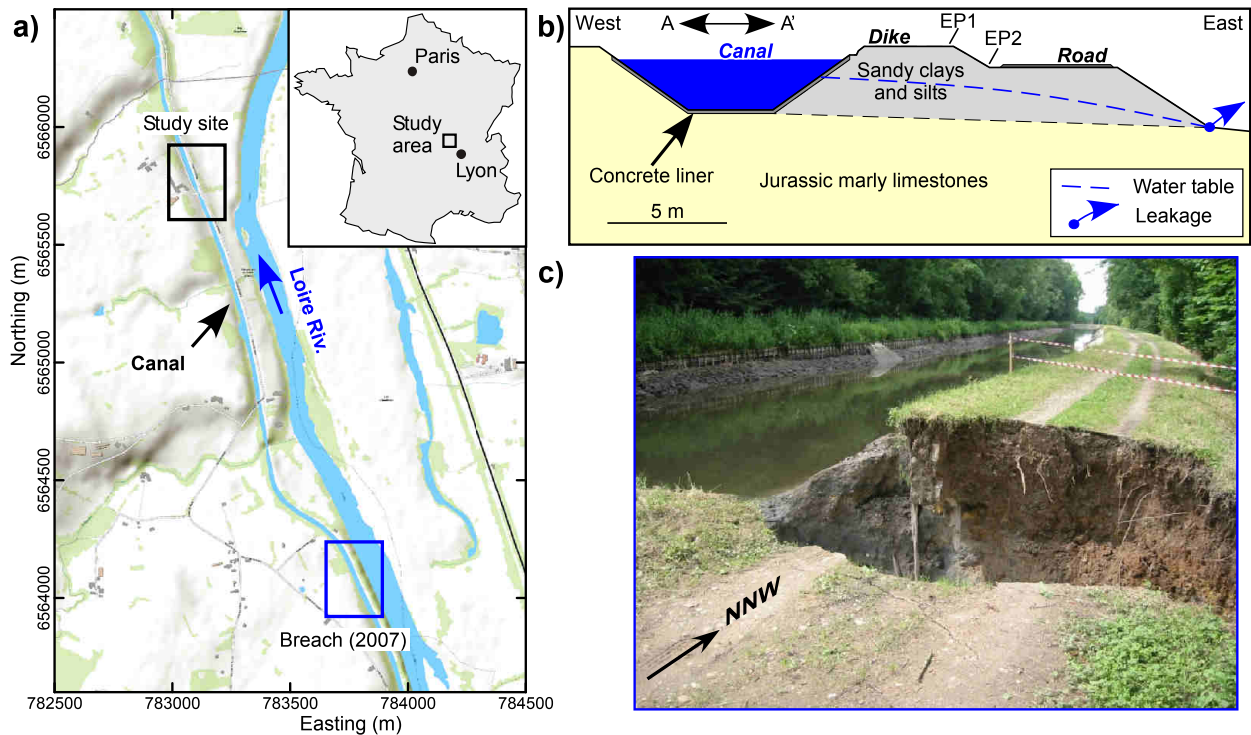 a)
Paris
Study
area
Lyon
Study site
Canal
Loire Riv.
Breach (2007)
Northing (m)
6566000
6565500
6565000
6564500
6564000
782500
783000
783500
784000
784500
Easting (m)
b)
West
A
A'
East
Canal
Dike
EP1
EP2
Road
Sandy clays
and silts
Concrete liner
Jurassic marly limestones
5 m
Water table
Leakage
c)
NNW